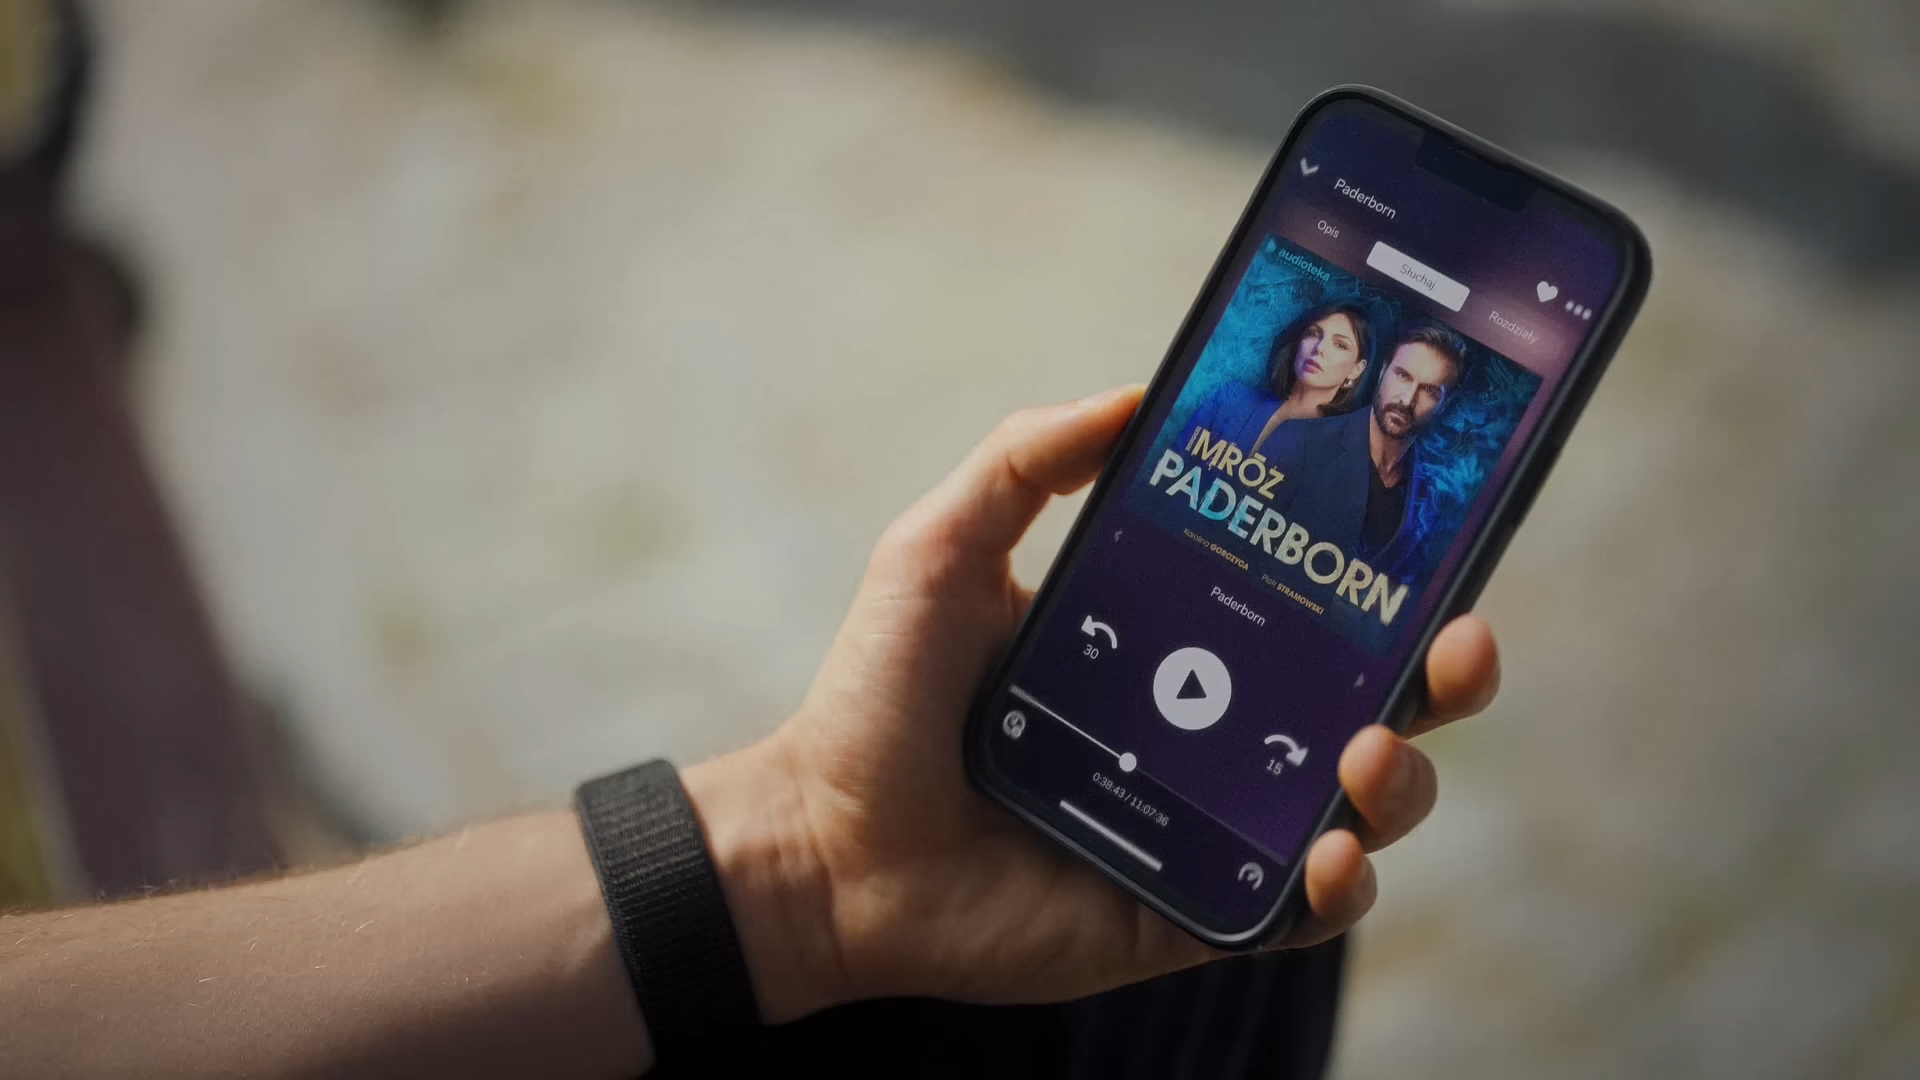 Paderborn
Opis
Słuchaj
Rozdziały
audioteka
MRÓZ
PADERBORN
Karolina GORCZYCA
Piotr STRAMOWSKI
Paderborn
30
15
0:38:43 / 11:07:36